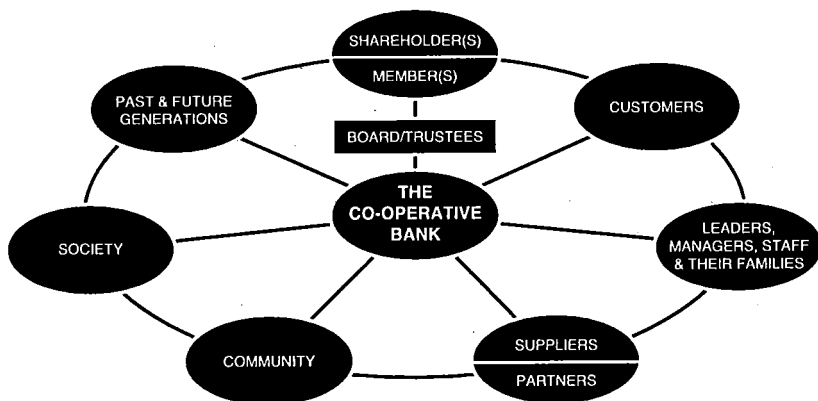 SHAREHOLDER(S)
MEMBER(S)
PAST & FUTURE
GENERATIONS
CUSTOMERS
BOARD/TRUSTEES
THE
CO-OPERATIVE
BANK
SOCIETY
LEADERS,
MANAGERS, STAFF
& THEIR FAMILIES
COMMUNITY
SUPPLIERS
PARTNERS